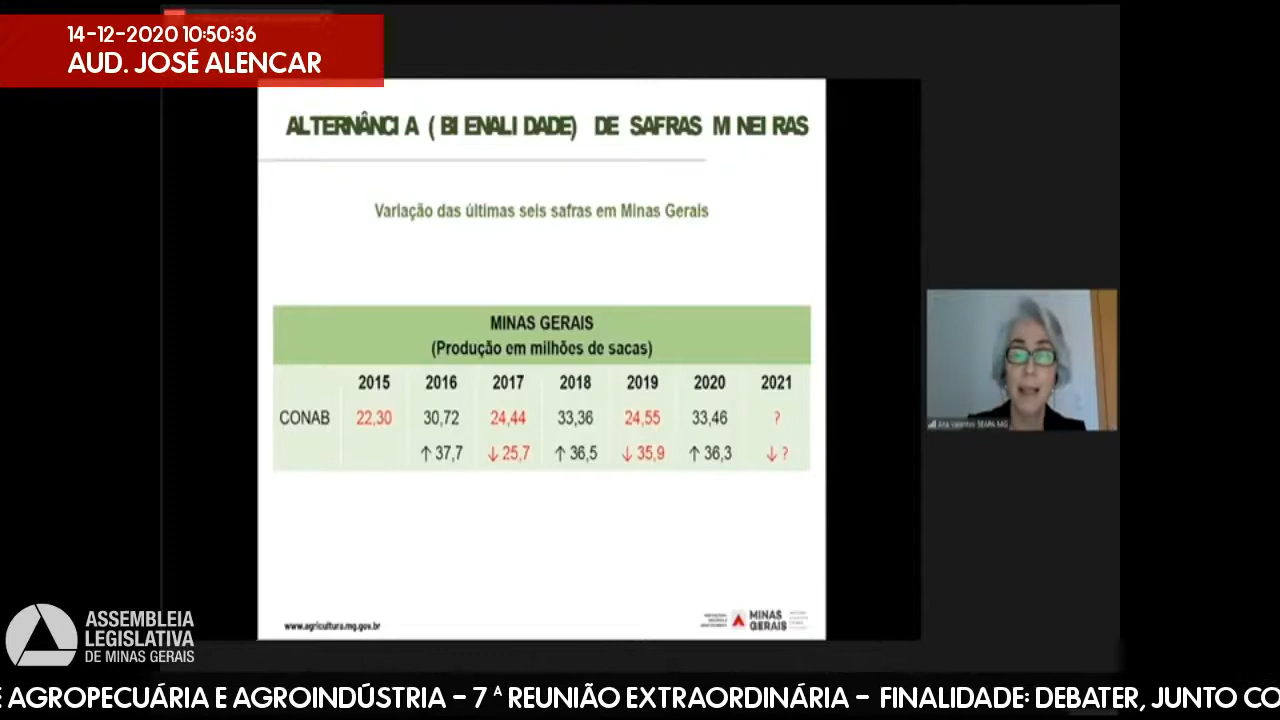 14-12-2020 10:50:36
AUD. JOSÉ ALENCAR
ALTERNÂNCIA (BIENALIDADE) DE SAFRAS MINEIRAS
Variação das últimas seis safras em Minas Gerais
MINAS GERAIS
(Produção em milhões de sacas)
2015 2016 2017 2018 2019 2020 2021
CONAB 22,30 30,72 24,44 33,36 24,55 33,46 ?
↑ 37,7 ↓ 25,7 ↑ 36,5 ↓ 35,9 ↑ 36,3 ↓ ?
Ana Valentini SEAPA MG
www.agricultura.mg.gov.br
MINAS
GERAIS
ASSEMBLEIA
LEGISLATIVA
DE MINAS GERAIS
E AGROPECUÁRIA E AGROINDÚSTRIA - 7ª REUNIÃO EXTRAORDINÁRIA - FINALIDADE: DEBATER, JUNTO CO